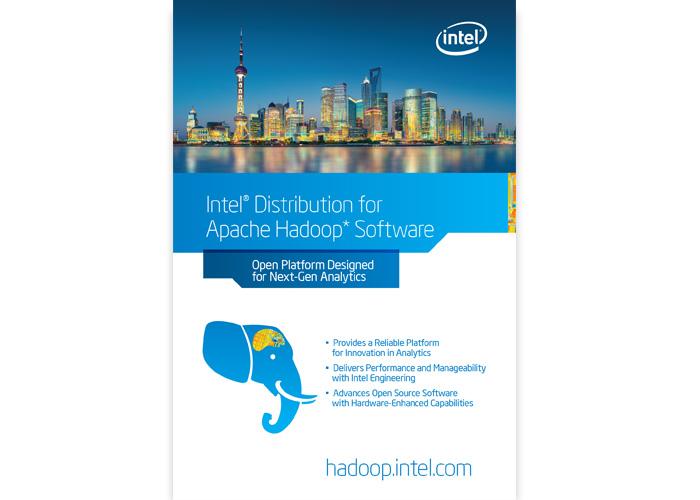 intel
Intel® Distribution for
Apache Hadoop* Software
Open Platform Designed
for Next-Gen Analytics
• Provides a Reliable Platform
for Innovation in Analytics
• Delivers Performance and Manageability
with Intel Engineering
• Advances Open Source Software
with Hardware-Enhanced Capabilities
hadoop.intel.com